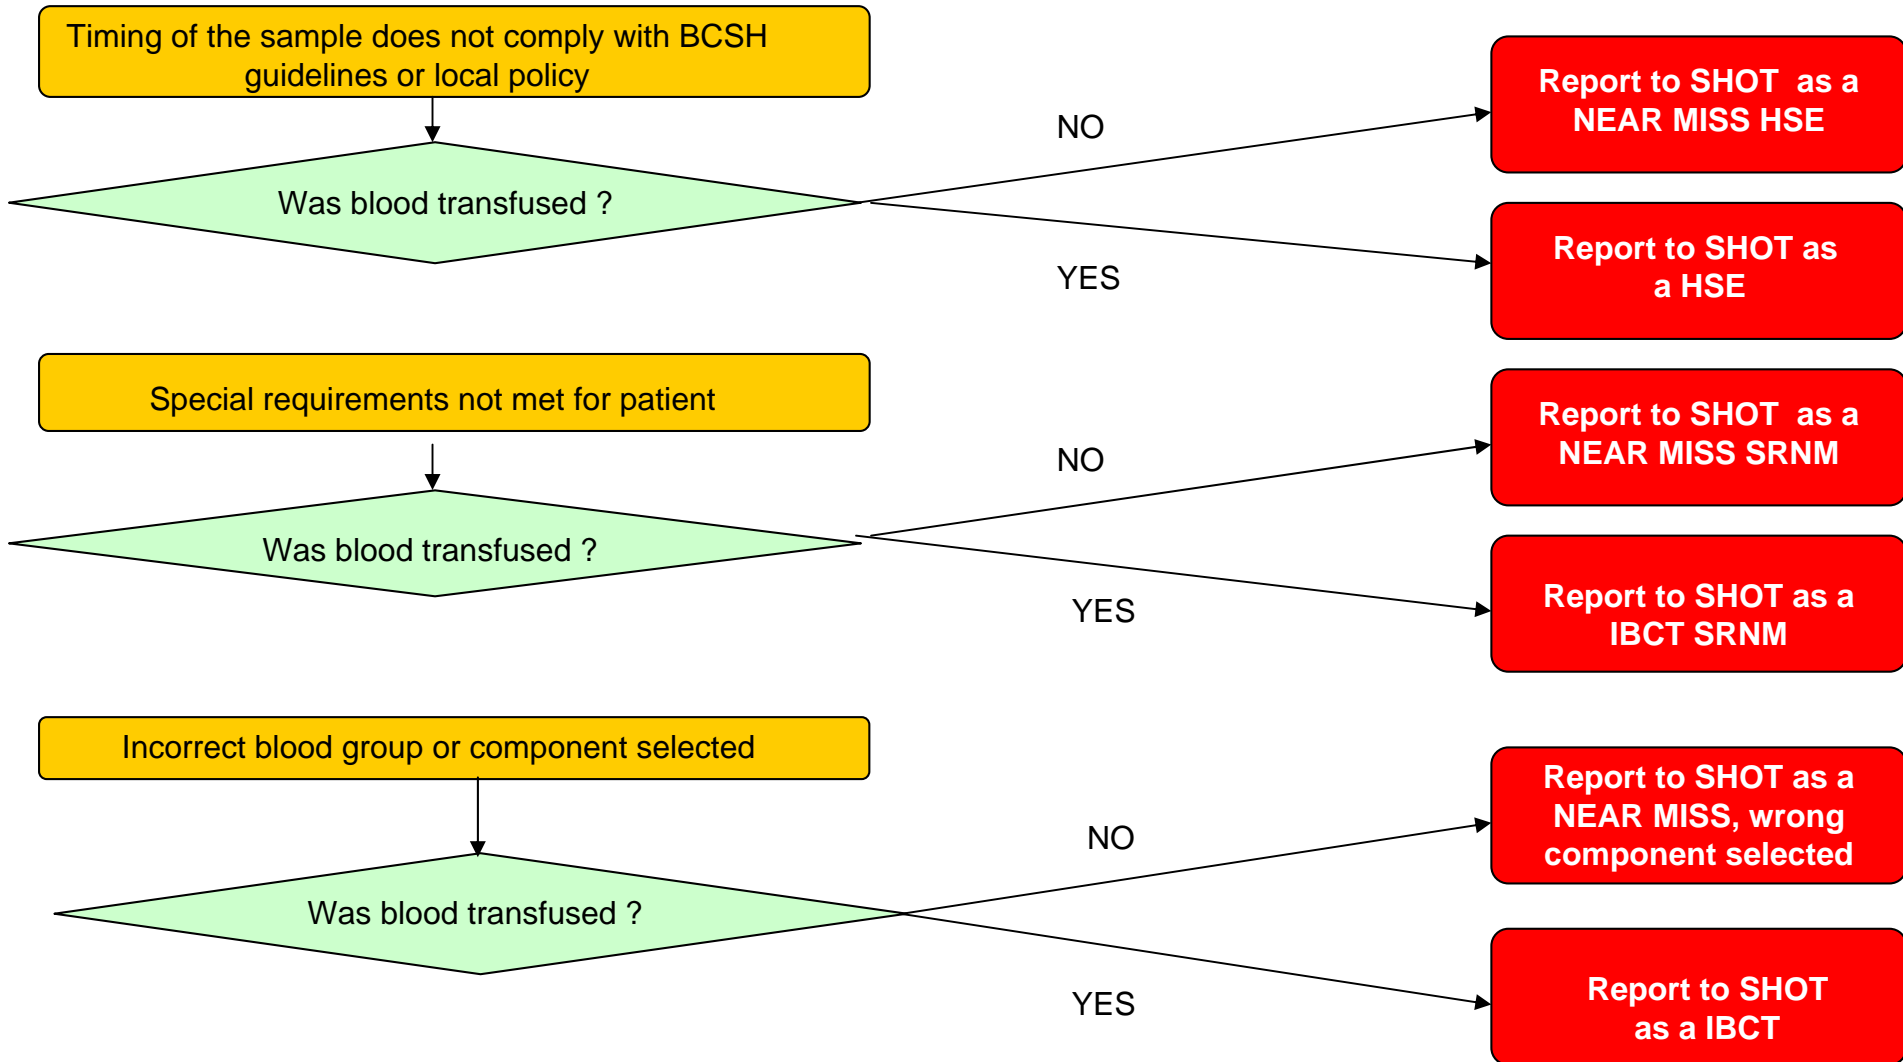 Timing of the sample does not comply with BCSH
guidelines or local policy
Was blood transfused ?
NO
YES
Report to SHOT as a
NEAR MISS HSE
Report to SHOT as
a HSE
Special requirements not met for patient
Was blood transfused ?
NO
YES
Report to SHOT as a
NEAR MISS SRNM
Report to SHOT as a
IBCT SRNM
Incorrect blood group or component selected
Was blood transfused ?
NO
YES
Report to SHOT as a
NEAR MISS, wrong
component selected
Report to SHOT
as a IBCT